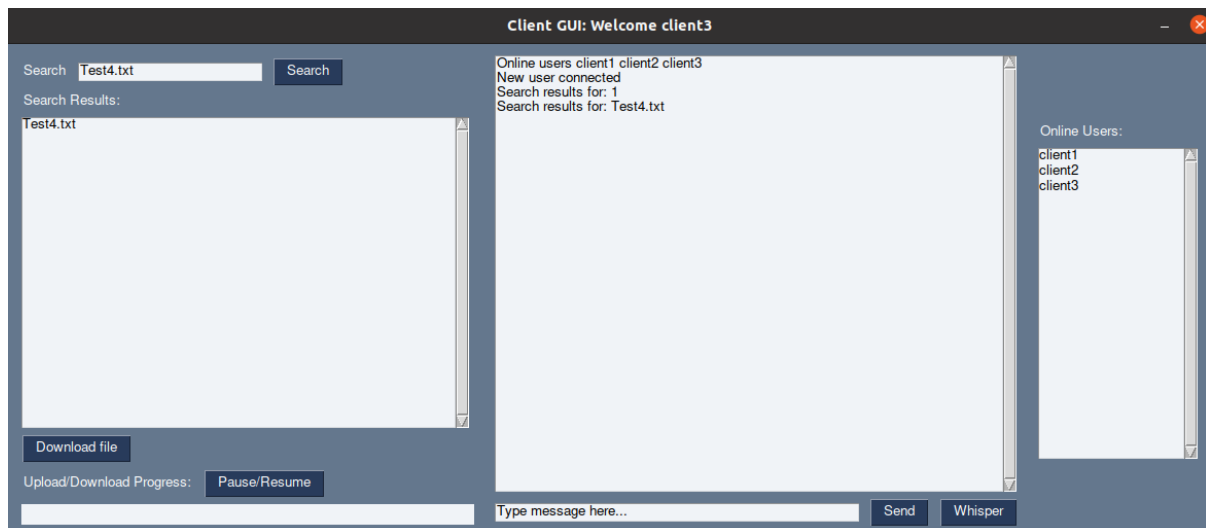 Client GUI: Welcome client3
Search Test4.txt Search
Search Results:
Test4.txt
Download file
Upload/Download Progress: Pause/Resume
Online users client1 client2 client3
New user connected
Search results for: 1
Search results for: Test4.txt
Type message here... Send Whisper
Online Users:
client1
client2
client3